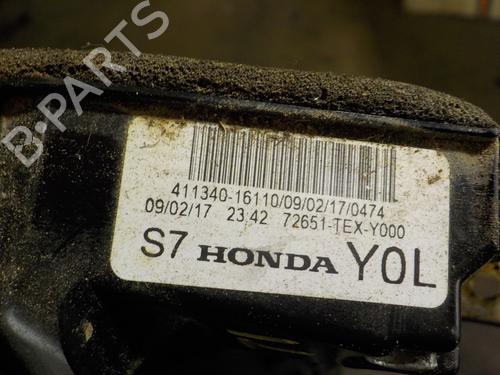 B-PARTS
411340-16110/09/02/17/0474
09/02/17 23:42 72651-TEX-Y000
S7 HONDA Y0L